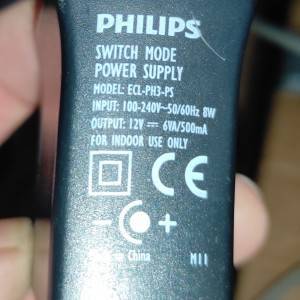 PHILIPS
SWITCH MODE
POWER SUPPLY
MODEL: ECL-PH3-PS
INPUT: 100-240V~50/60Hz 8W
OUTPUT: 12V ⎓ 6VA/500mA
FOR INDOOR USE ONLY
CE
- +
in China M11